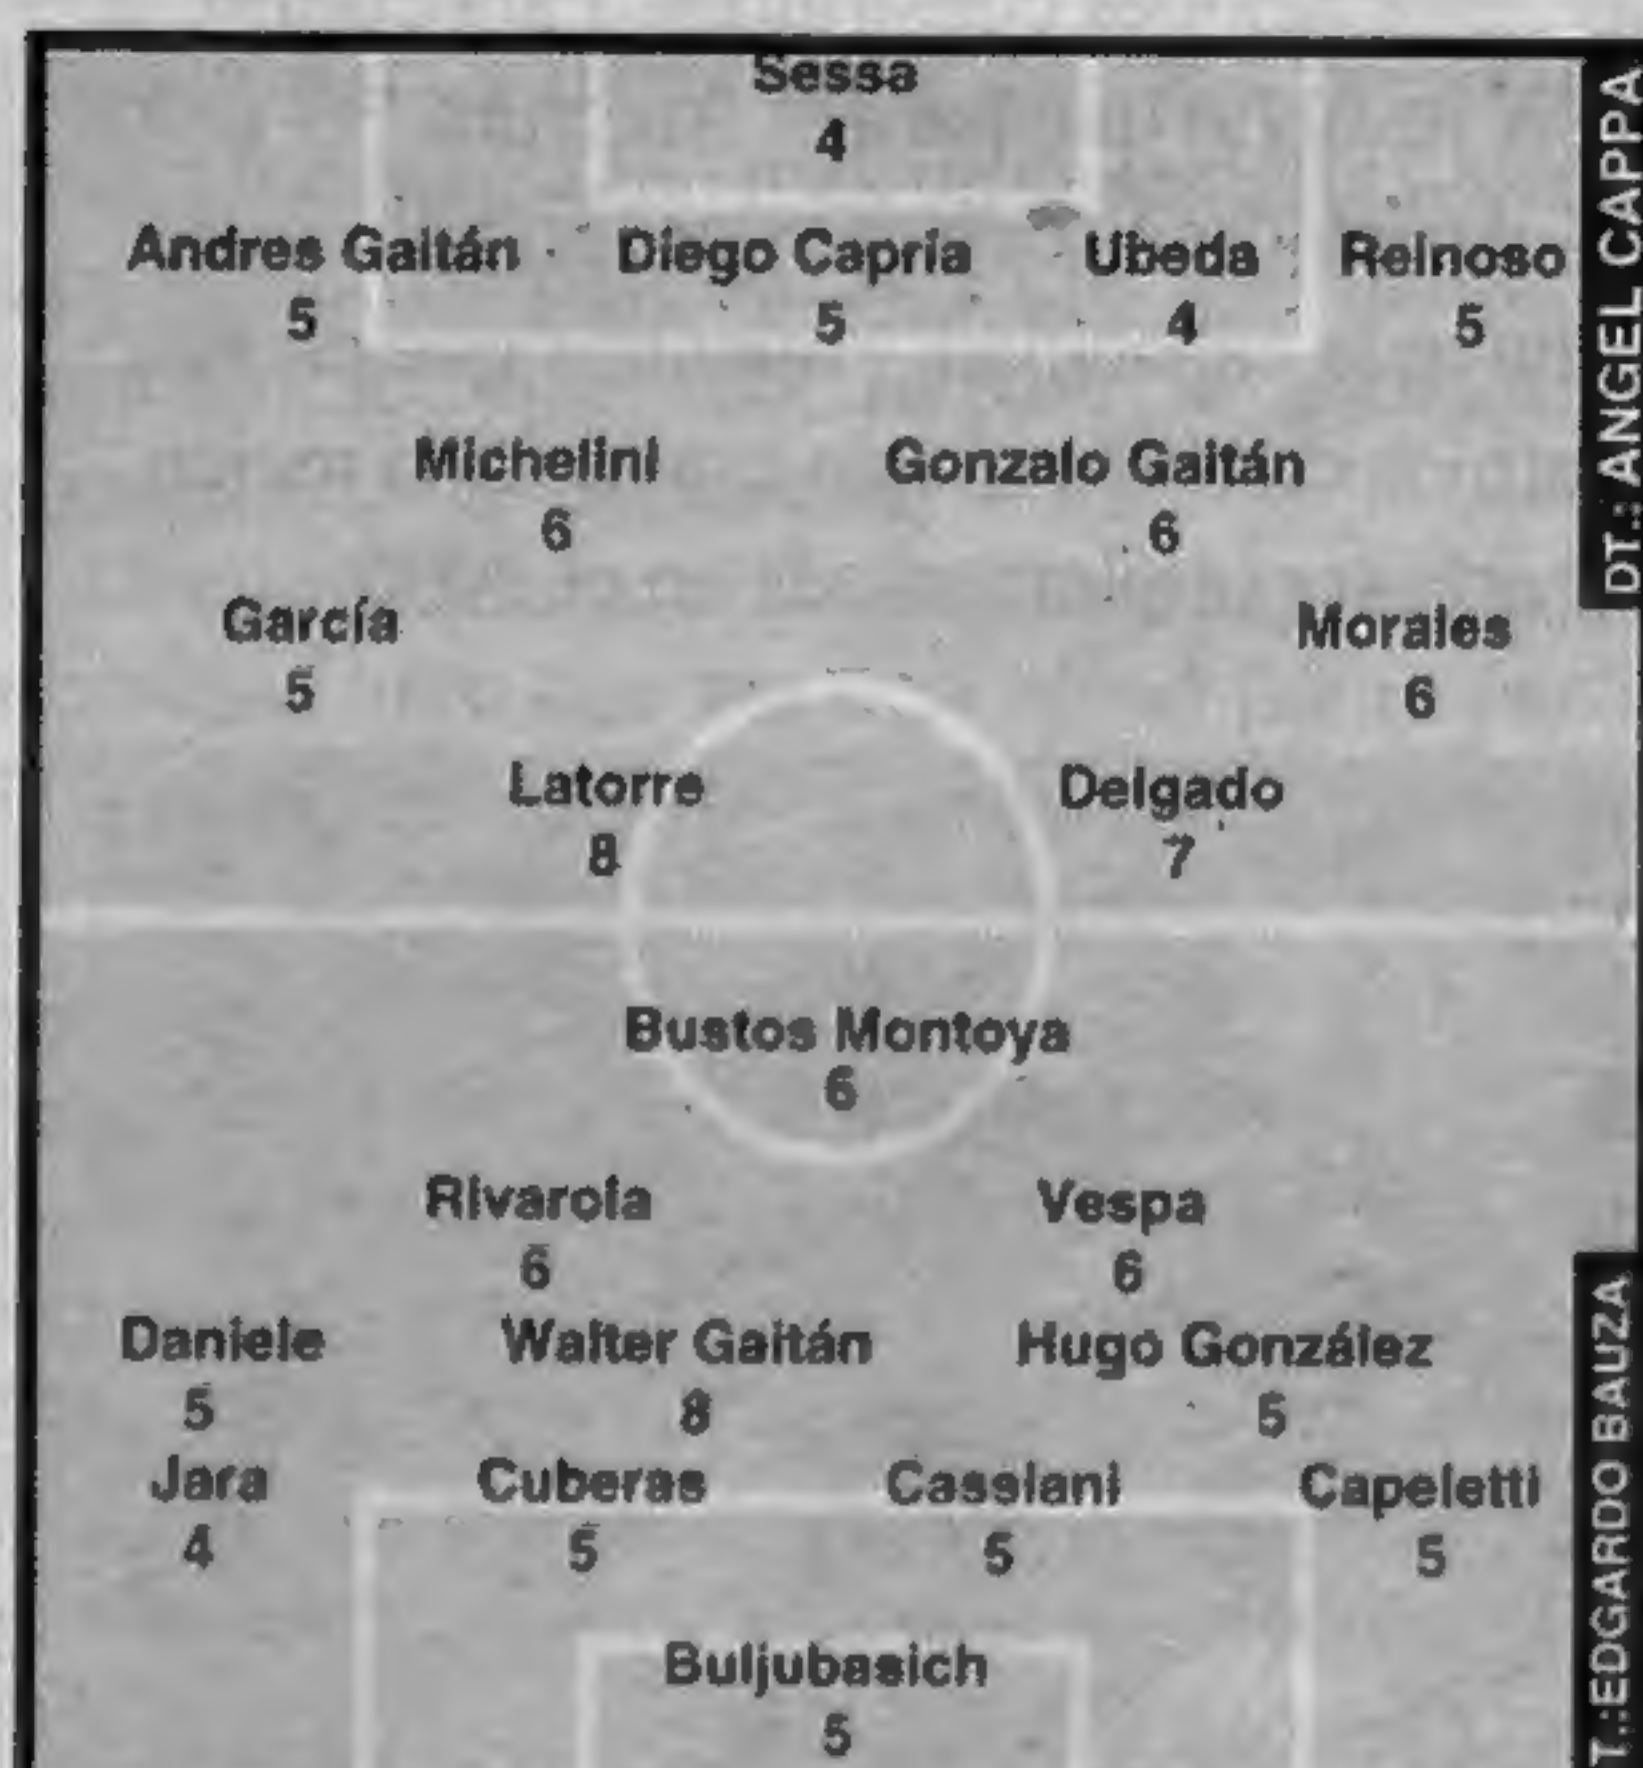 Sessa
4
Andres Gaitán Diego Capria Ubeda Reinoso
5 5 4 5
Michelini Gonzalo Gaitán
6 6
García Morales
5 6
Latorre Delgado
8 7
Bustos Montoya
6
Rivarola Vespa
6 6
Daniele Walter Gaitán Hugo González
5 8 5
Jara Cuberas Cassiani Capeletti
4 5 5 5
Buljubasich
5
DT.: ANGEL CAPPA
T.:EDGARDO BAUZA